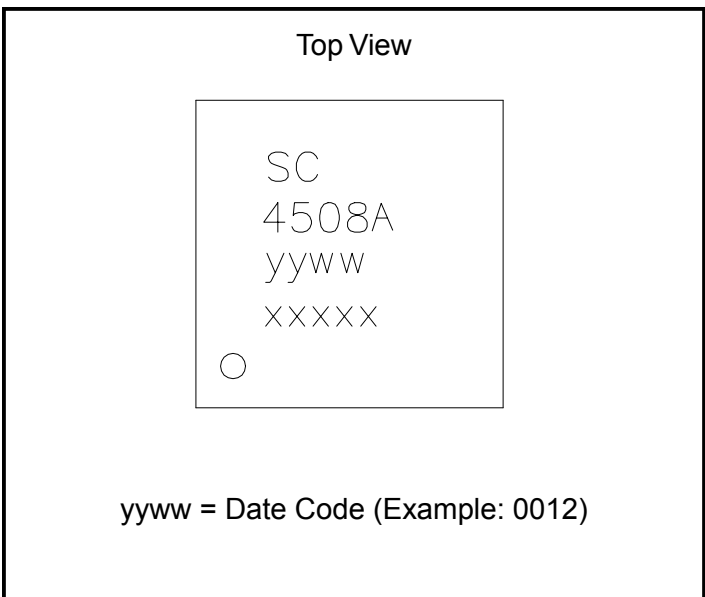 Top View
SC
4508A
yyww
xxxxx
yyww = Date Code (Example: 0012)